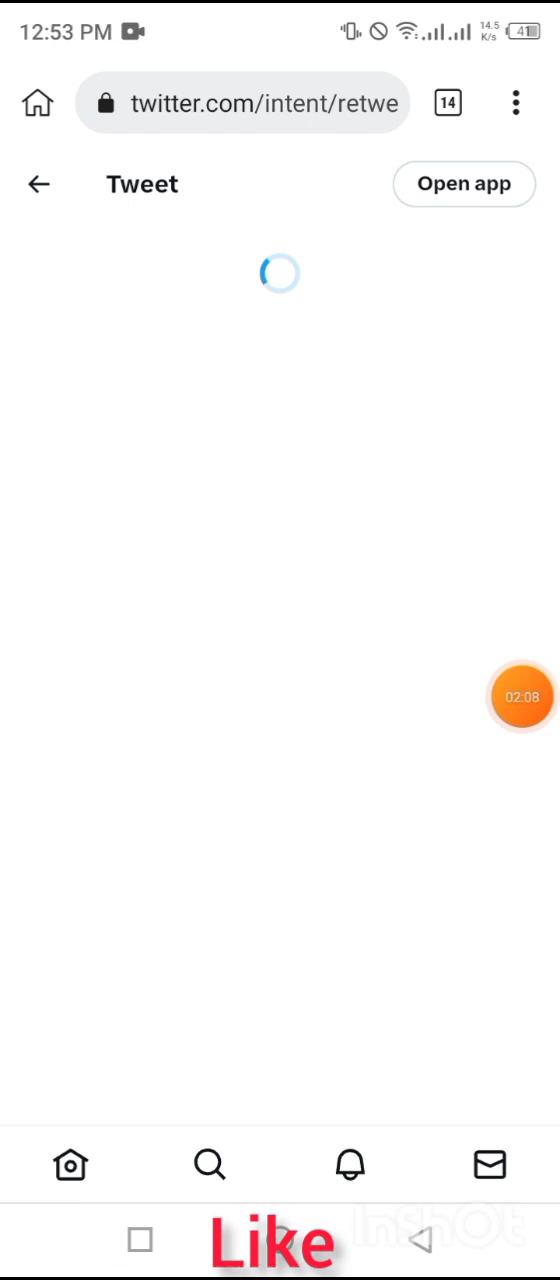 12:53 PM
14.5
K/s
41
twitter.com/intent/retwe
14
Tweet
Open app
02:08
Like
InShOt